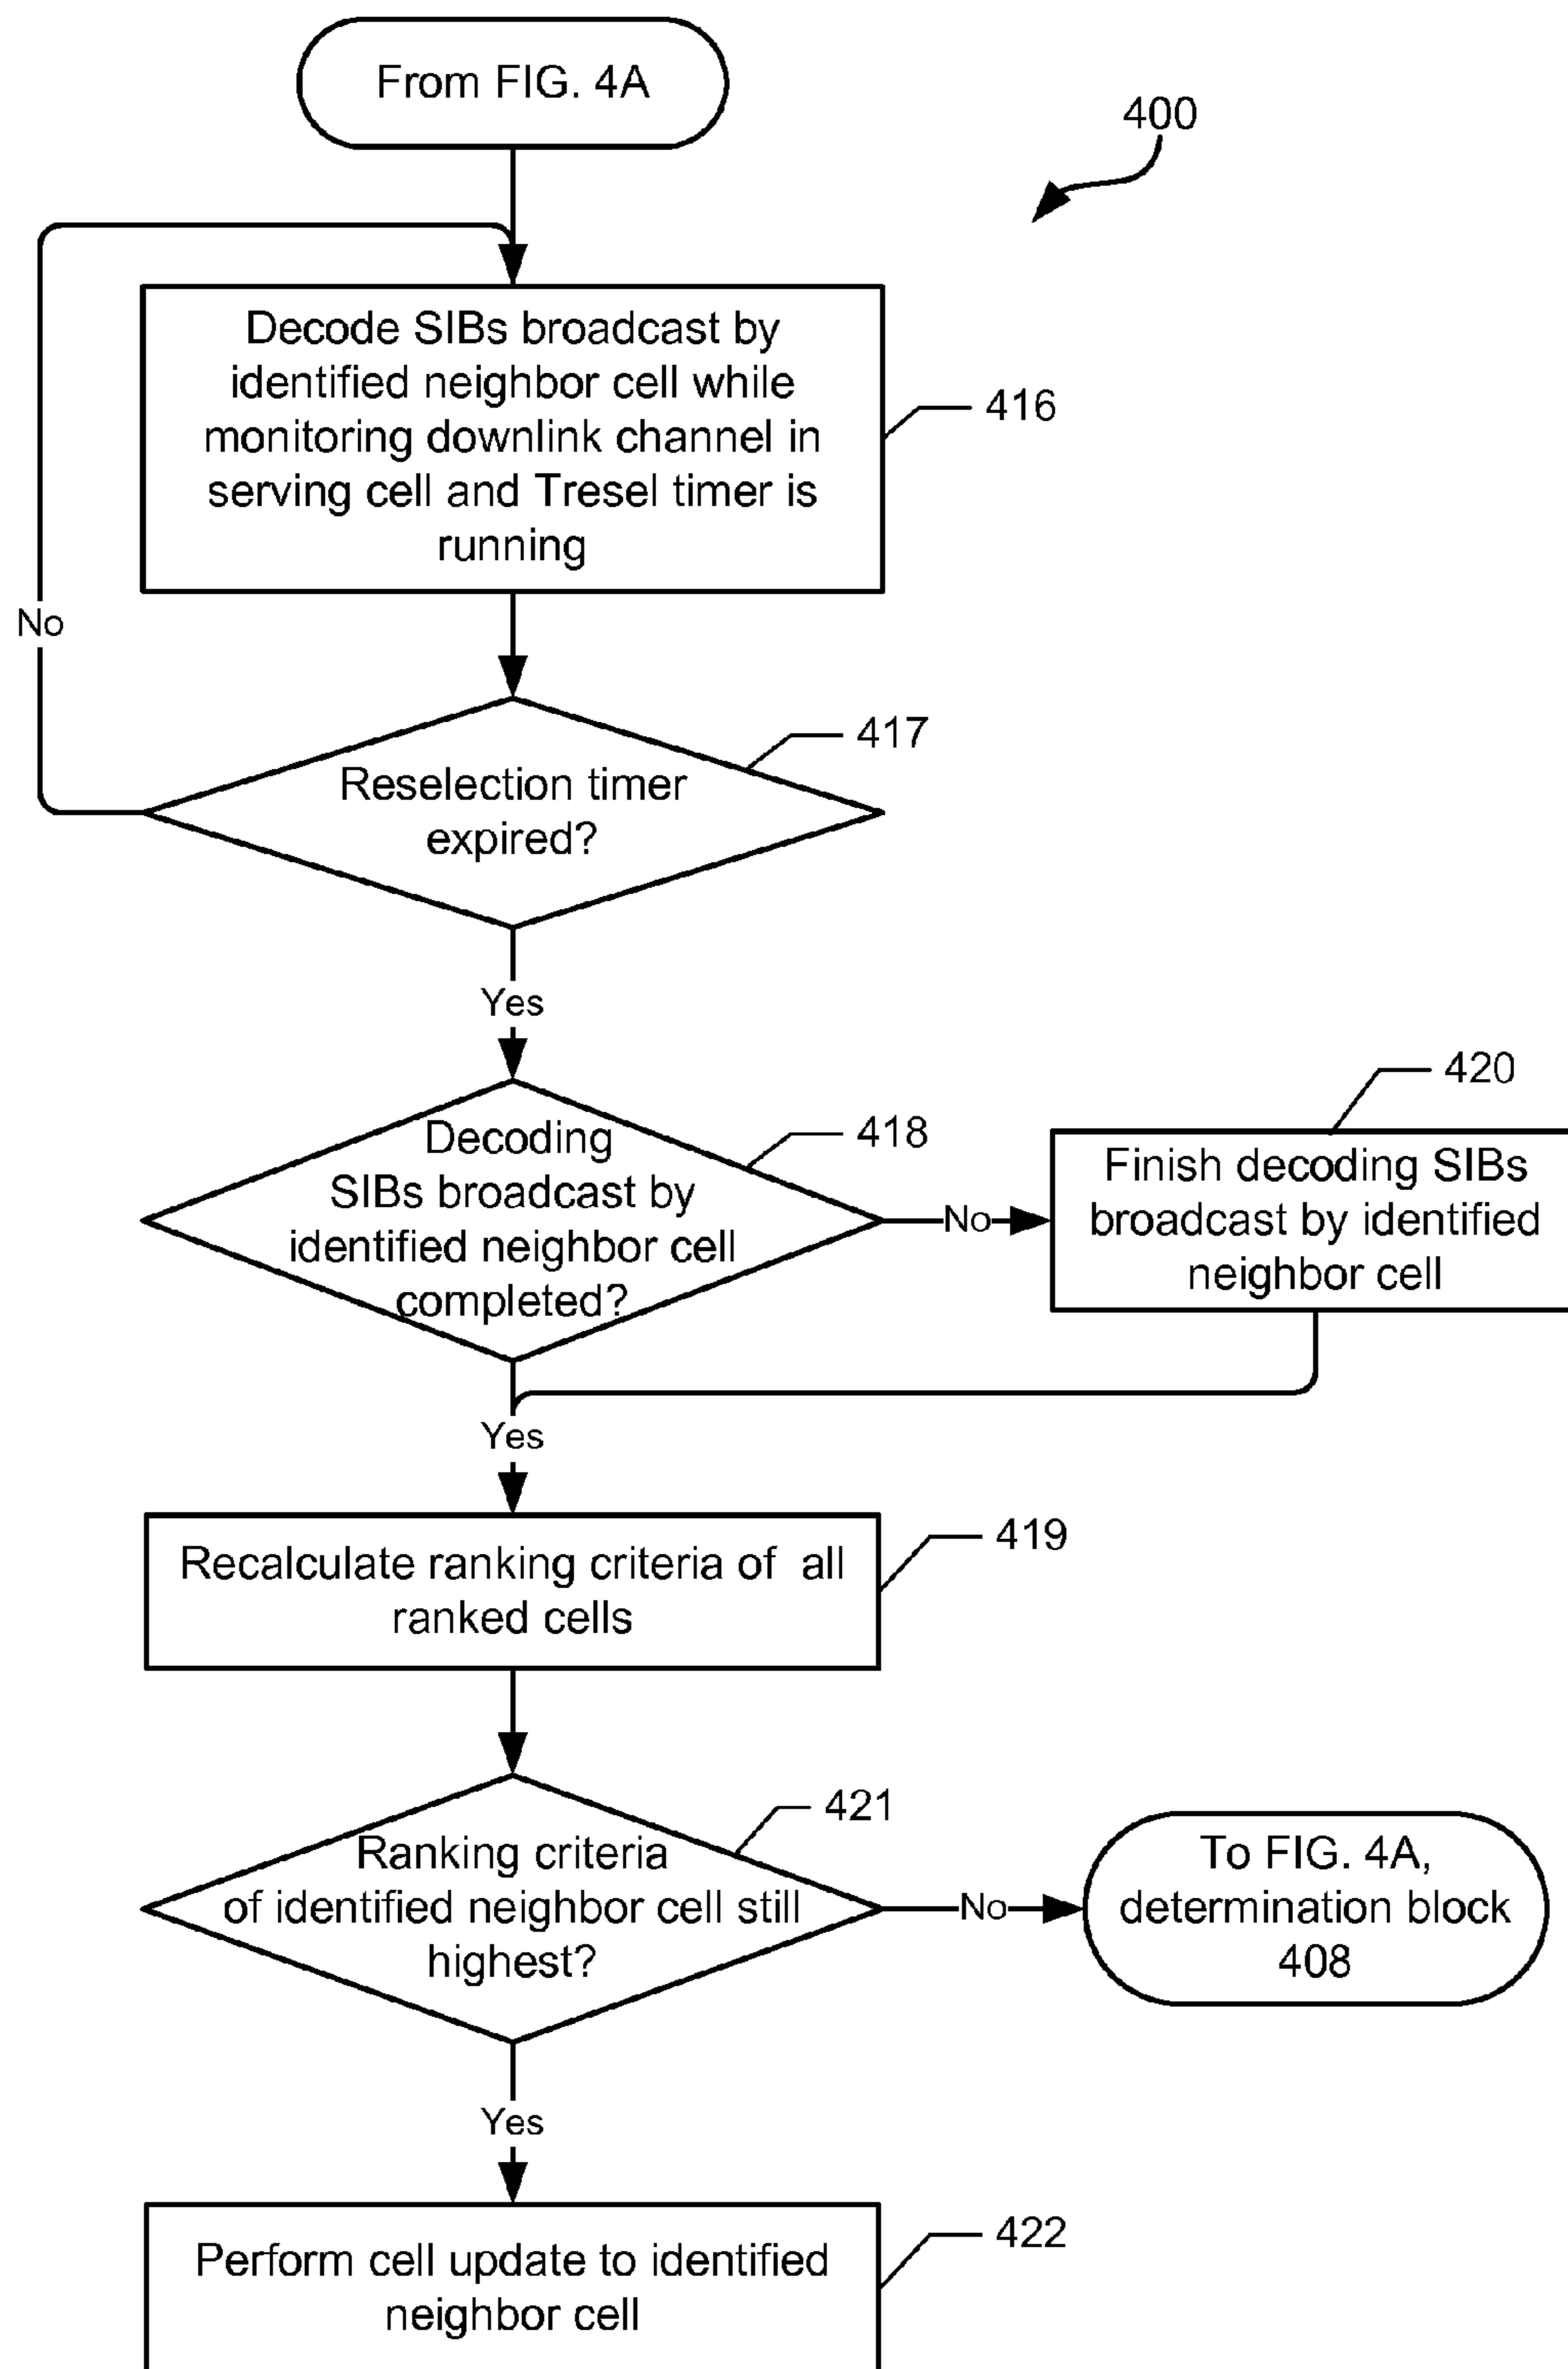 From FIG. 4A
400
Decode SIBs broadcast by
identified neighbor cell while
monitoring downlink channel in
serving cell and Tresel timer is
running
416
No
417
Reselection timer
expired?
Yes
418
Decoding
SIBs broadcast by
identified neighbor cell
completed?
No
420
Finish decoding SIBs
broadcast by identified
neighbor cell
Yes
Recalculate ranking criteria of all
ranked cells
419
421
Ranking criteria
of identified neighbor cell still
highest?
No
To FIG. 4A,
determination block
408
Yes
Perform cell update to identified
neighbor cell
422